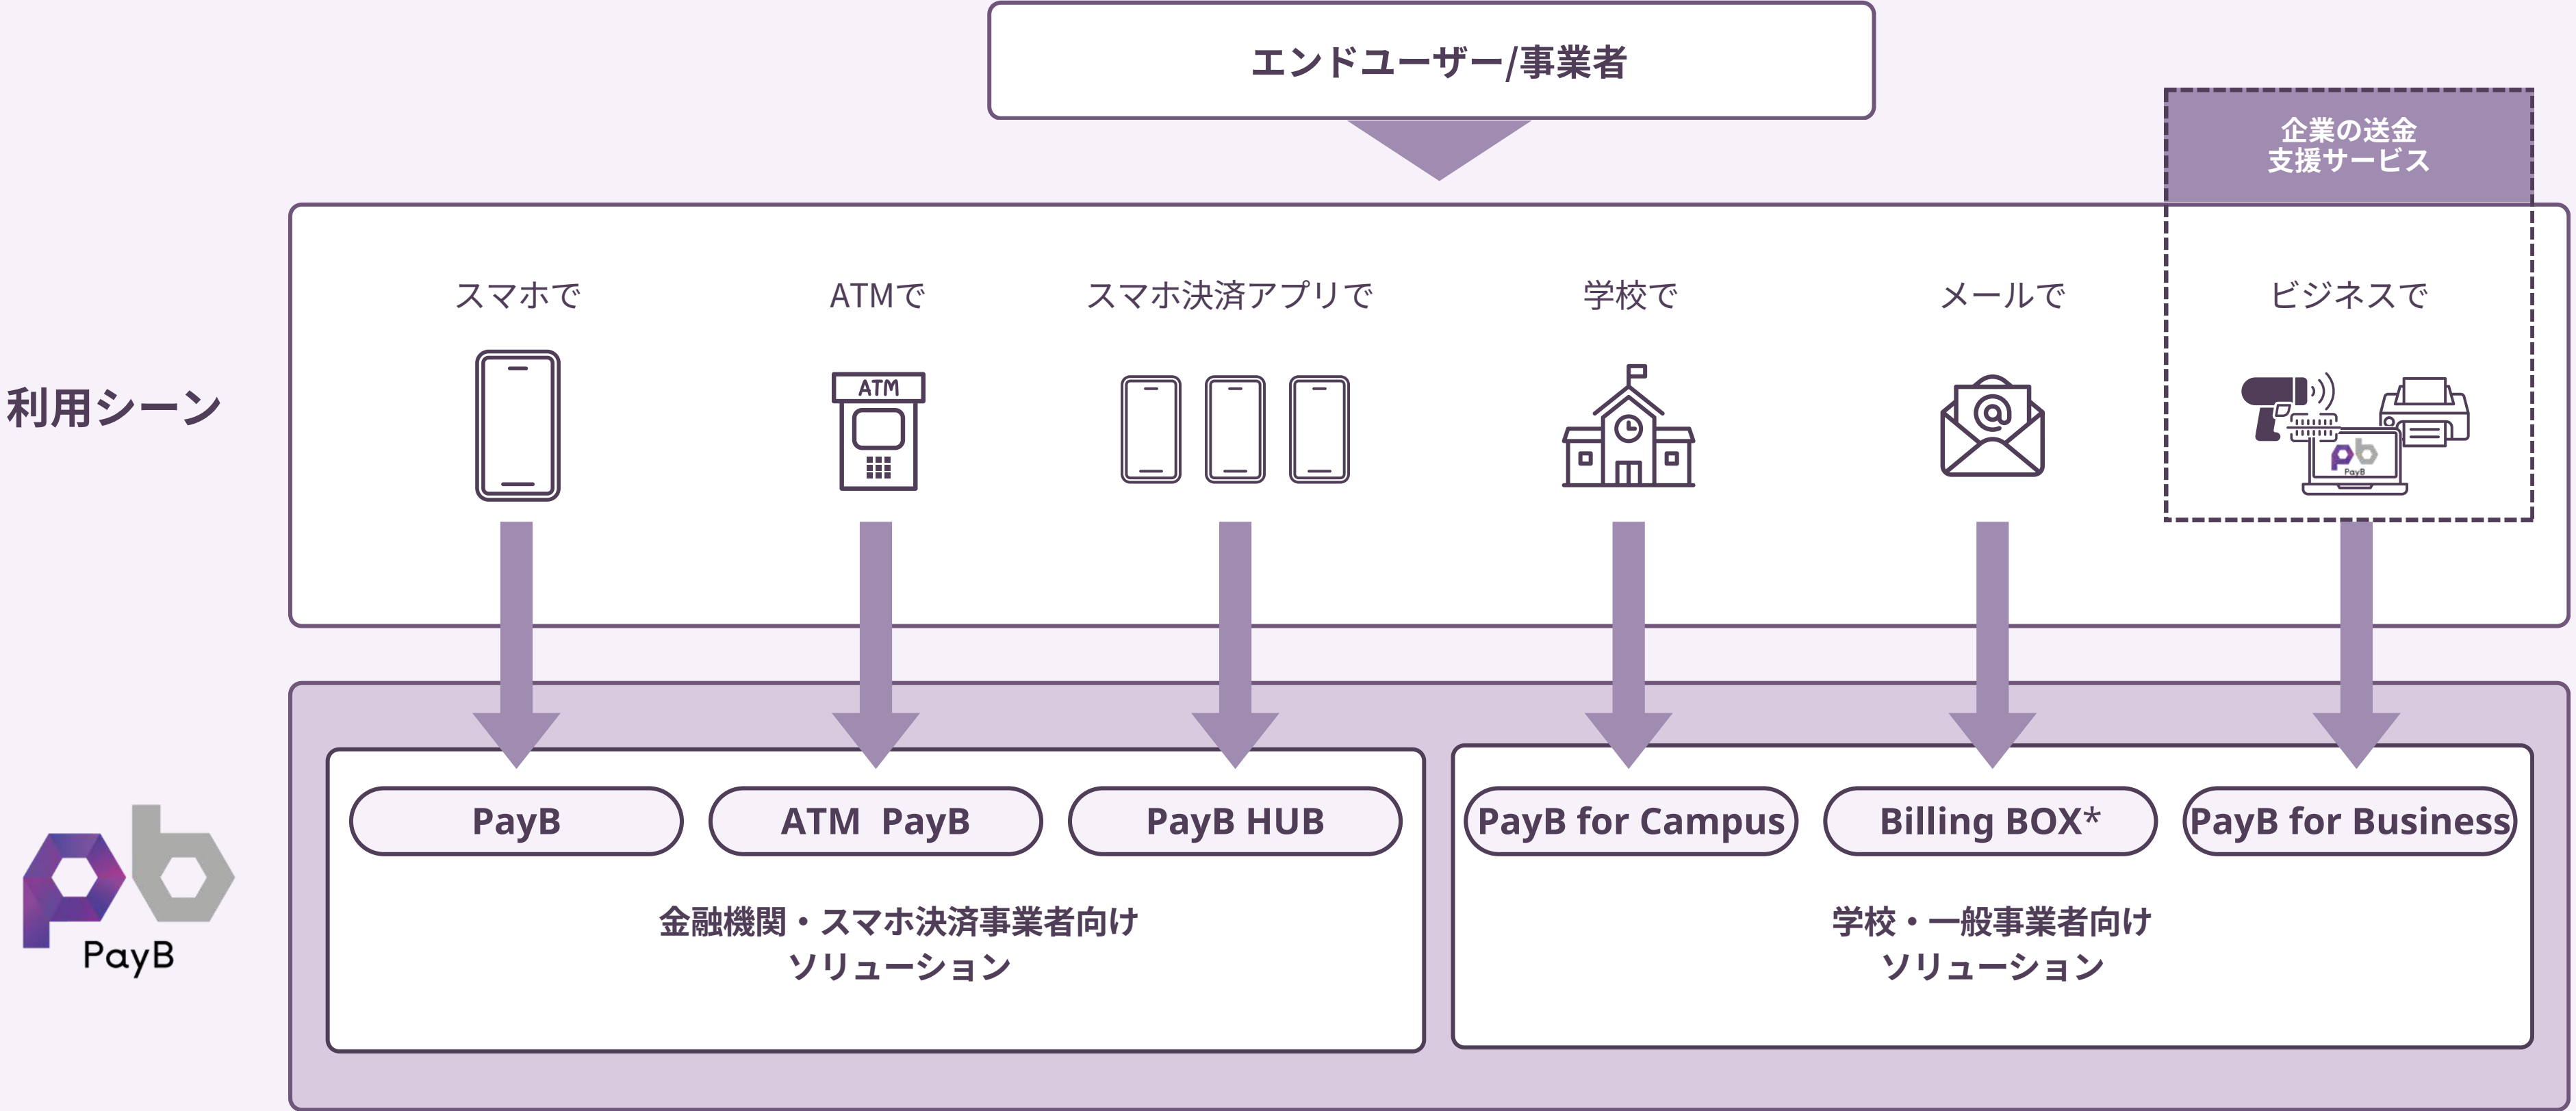 エンドユーザー/事業者
企業の送金
支援サービス
利用シーン
スマホで
ATMで
スマホ決済アプリで
学校で
メールで
ビジネスで
ATM
pb
PayB
pb
PayB
PayB
ATM PayB
PayB HUB
PayB for Campus
Billing BOX*
PayB for Business
金融機関・スマホ決済事業者向け
ソリューション
学校・一般事業者向け
ソリューション